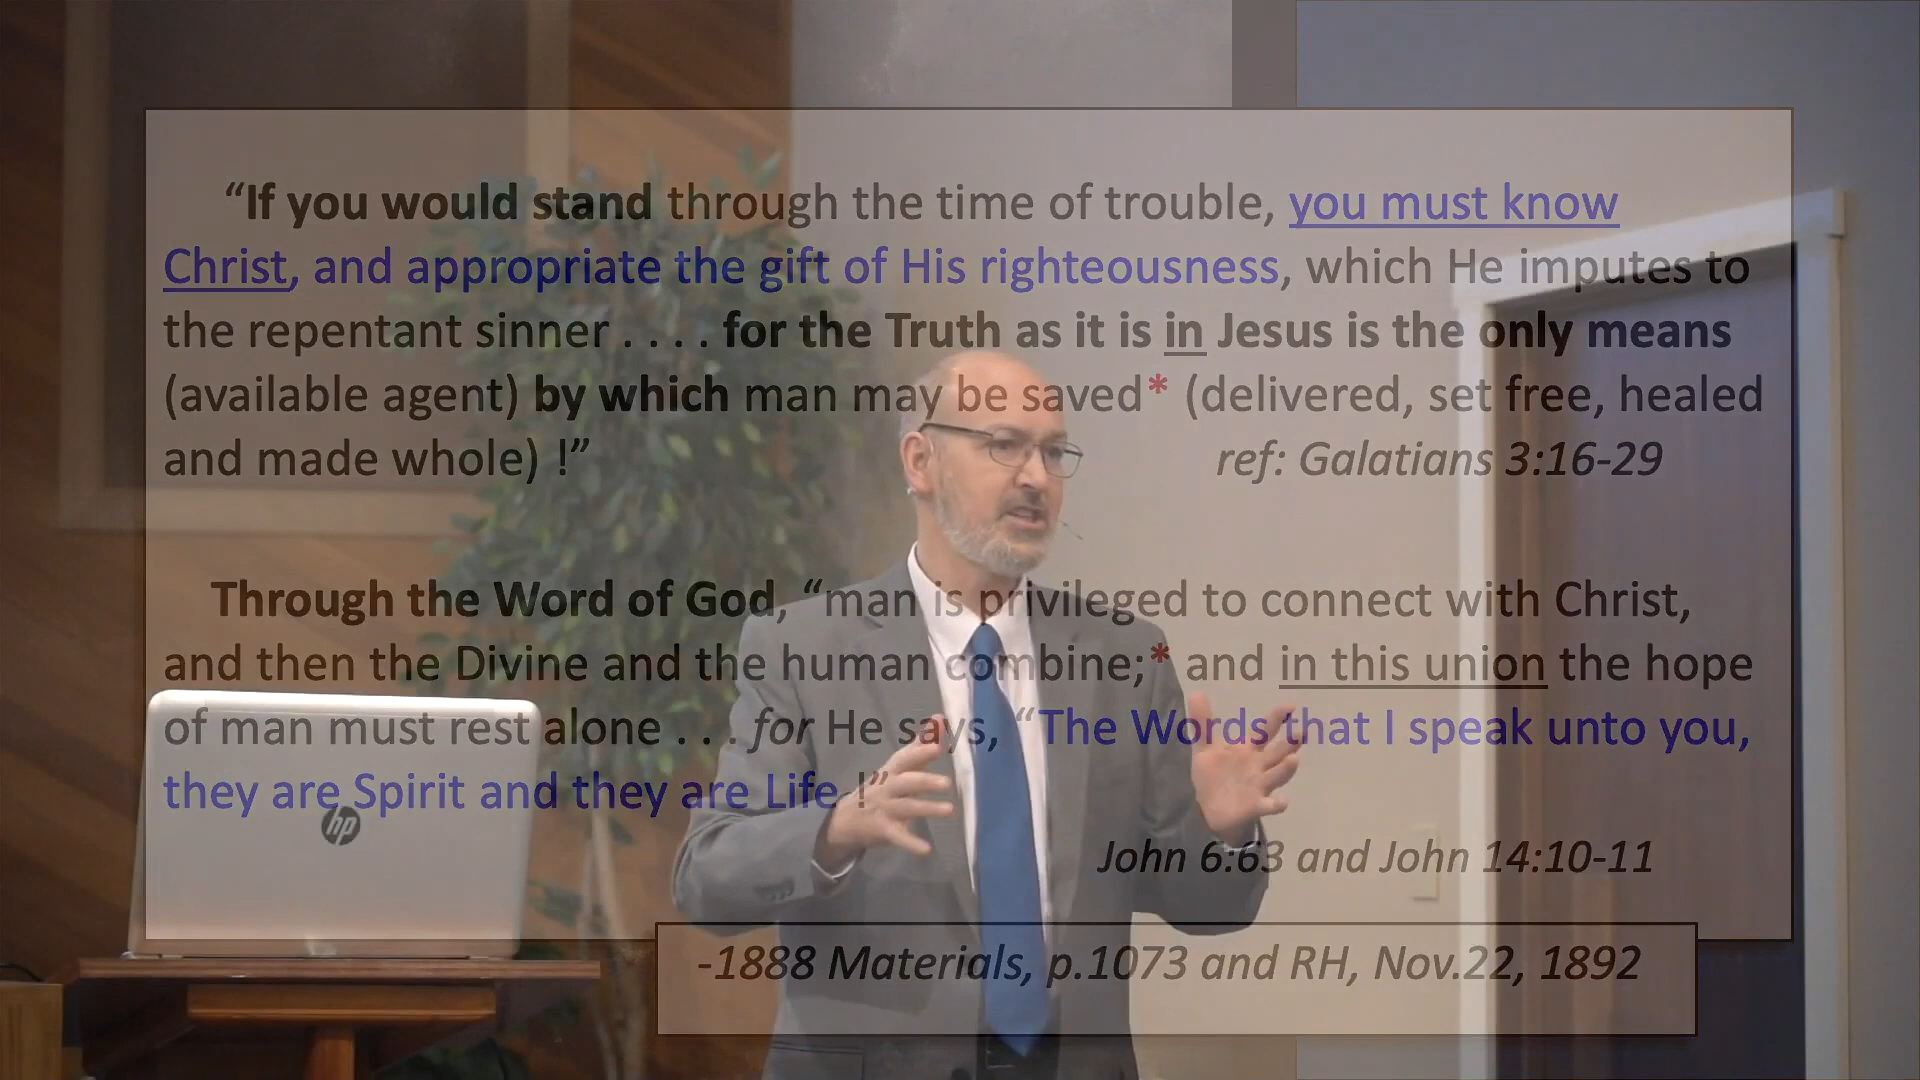 “If you would stand through the time of trouble, you must know
Christ, and appropriate the gift of His righteousness, which He imputes to
the repentant sinner . . . . for the Truth as it is in Jesus is the only means
(available agent) by which man may be saved* (delivered, set free, healed
and made whole) !”
ref: Galatians 3:16-29
Through the Word of God, “man is privileged to connect with Christ,
and then the Divine and the human combine;* and in this union the hope
of man must rest alone . . . for He says, “The Words that I speak unto you,
they are Spirit and they are Life !”
hp
John 6:63 and John 14:10-11
-1888 Materials, p.1073 and RH, Nov.22, 1892